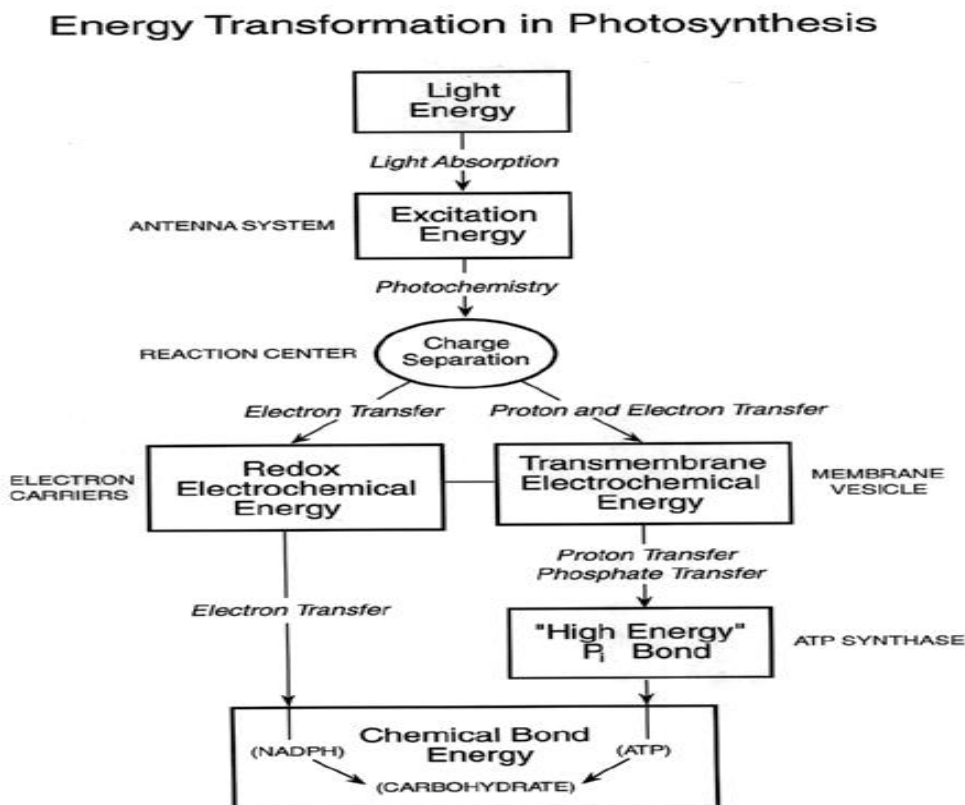 Energy Transformation in Photosynthesis
Light
Energy
Light Absorption
ANTENNA SYSTEM
Excitation
Energy
Photochemistry
REACTION CENTER
Charge
Separation
Electron Transfer
Proton and Electron Transfer
ELECTRON
CARRIERS
Redox
Electrochemical
Energy
Transmembrane
Electrochemical
Energy
MEMBRANE
VESICLE
Proton Transfer
Phosphate Transfer
Electron Transfer
"High Energy"
Pi Bond
ATP SYNTHASE
Chemical Bond
Energy
(NADPH)
(ATP)
(CARBOHYDRATE)